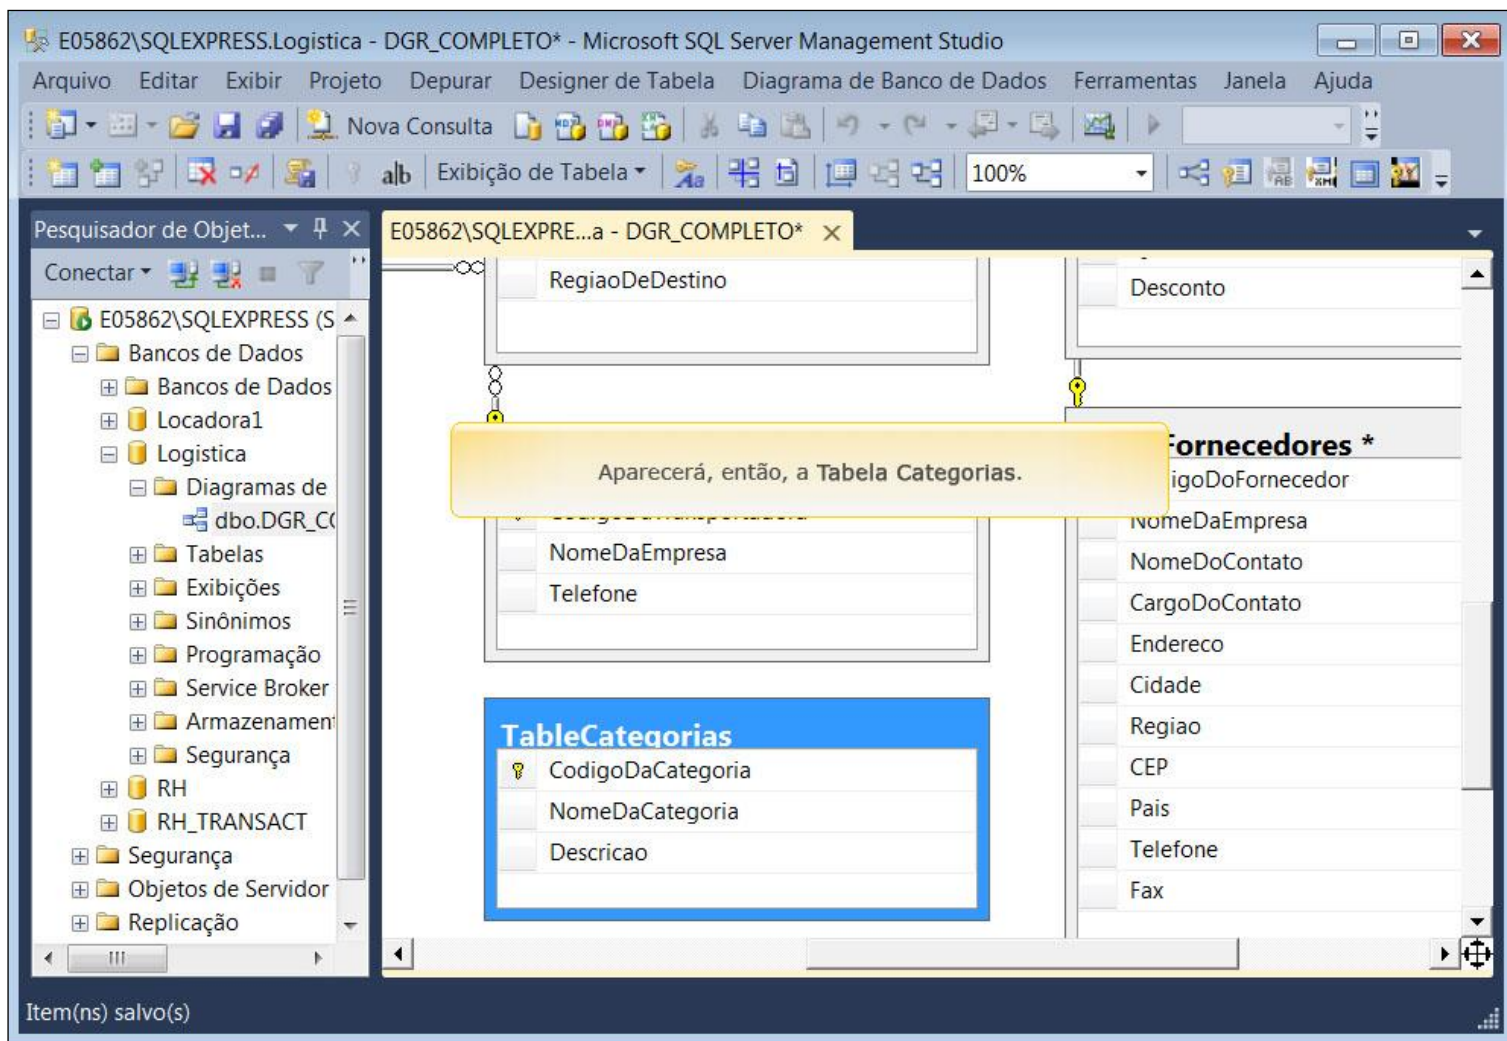 E05862\SQLEXPRESS.Logistica - DGR_COMPLETO* - Microsoft SQL Server Management Studio
Arquivo Editar Exibir Projeto Depurar Designer de Tabela Diagrama de Banco de Dados Ferramentas Janela Ajuda
Nova Consulta
Exibição de Tabela 100%
Pesquisador de Objet...
Conectar
E05862\SQLEXPRESS (S
Bancos de Dados
Bancos de Dados
Locadora1
Logistica
Diagramas de
dbo.DGR_C
Tabelas
Exibições
Sinônimos
Programação
Service Broker
Armazenament
Segurança
RH
RH_TRANSACT
Segurança
Objetos de Servidor
Replicação
E05862\SQLEXPRE...a - DGR_COMPLETO*
RegiaoDeDestino
Aparecerá, então, a Tabela Categorias.
NomeDaEmpresa
Telefone
TableCategorias
CodigoDaCategoria
NomeDaCategoria
Descricao
Desconto
Fornecedores *
igoDoFornecedor
NomeDaEmpresa
NomeDoContato
CargoDoContato
Endereco
Cidade
Regiao
CEP
Pais
Telefone
Fax
Item(ns) salvo(s)